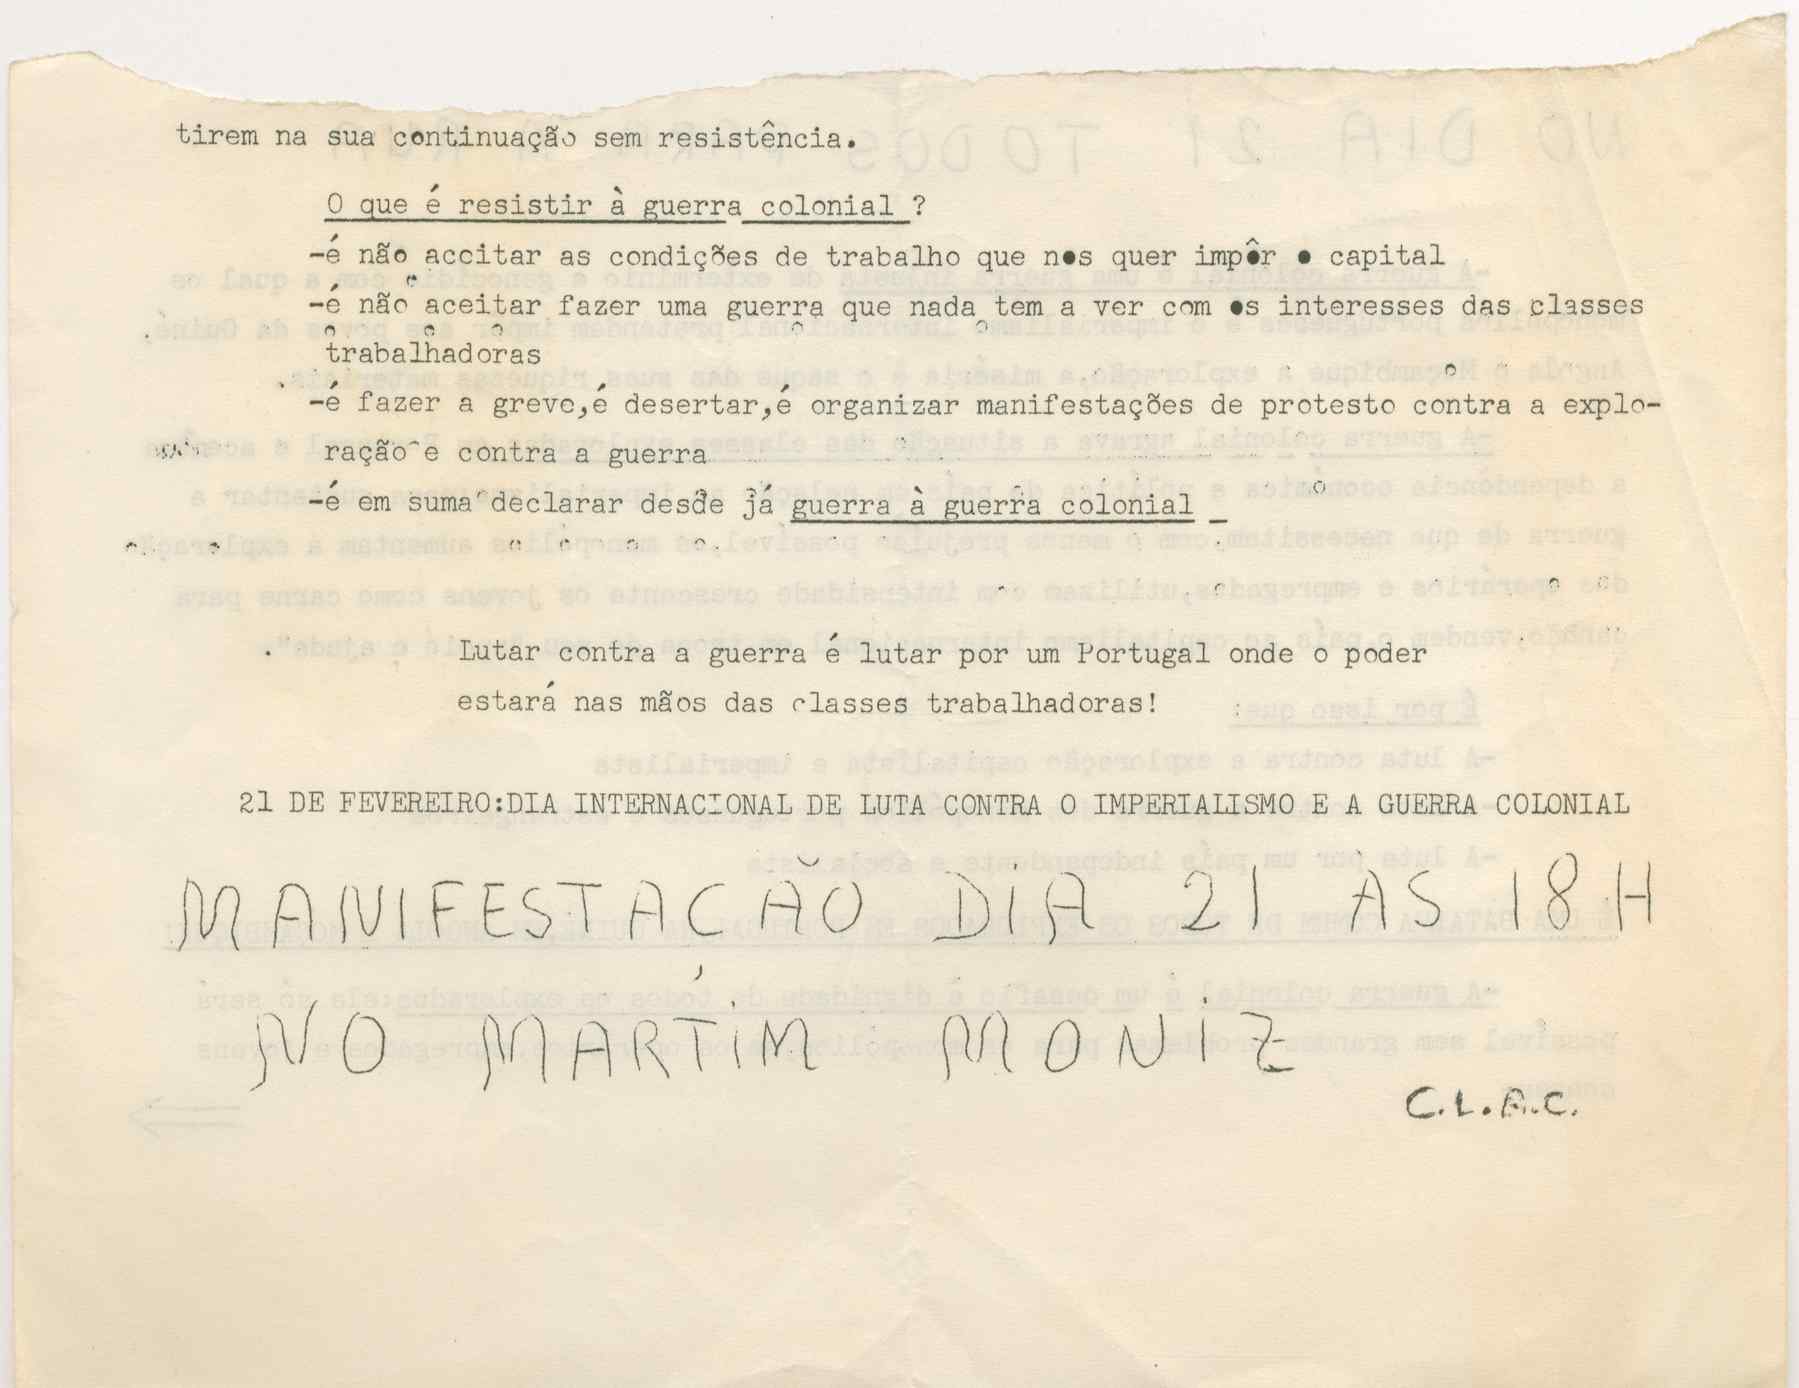 tirem na sua continuação sem resistência.
O que é resistir à guerra colonial ?
-é não accitar as condições de trabalho que nos quer impôr o capital
-é não aceitar fazer uma guerra que nada tem a ver com os interesses das classes
trabalhadoras
-é fazer a greve,é desertar,é organizar manifestações de protesto contra a explo-
ração e contra a guerra
-é em suma declarar desde já guerra à guerra colonial
Lutar contra a guerra é lutar por um Portugal onde o poder
estará nas mãos das classes trabalhadoras!
21 DE FEVEREIRO:DIA INTERNACIONAL DE LUTA CONTRA O IMPERIALISMO E A GUERRA COLONIAL
MANIFESTAÇÃO DIA 21 ÀS 18 H
NO MARTIM MONIZ
C.L.A.C.